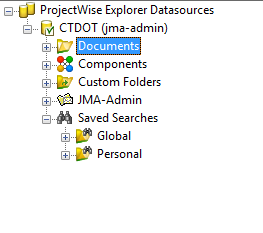 ProjectWise Explorer Datasources
CTDOT (jma-admin)
Documents
Components
Custom Folders
JMA-Admin
Saved Searches
Global
Personal